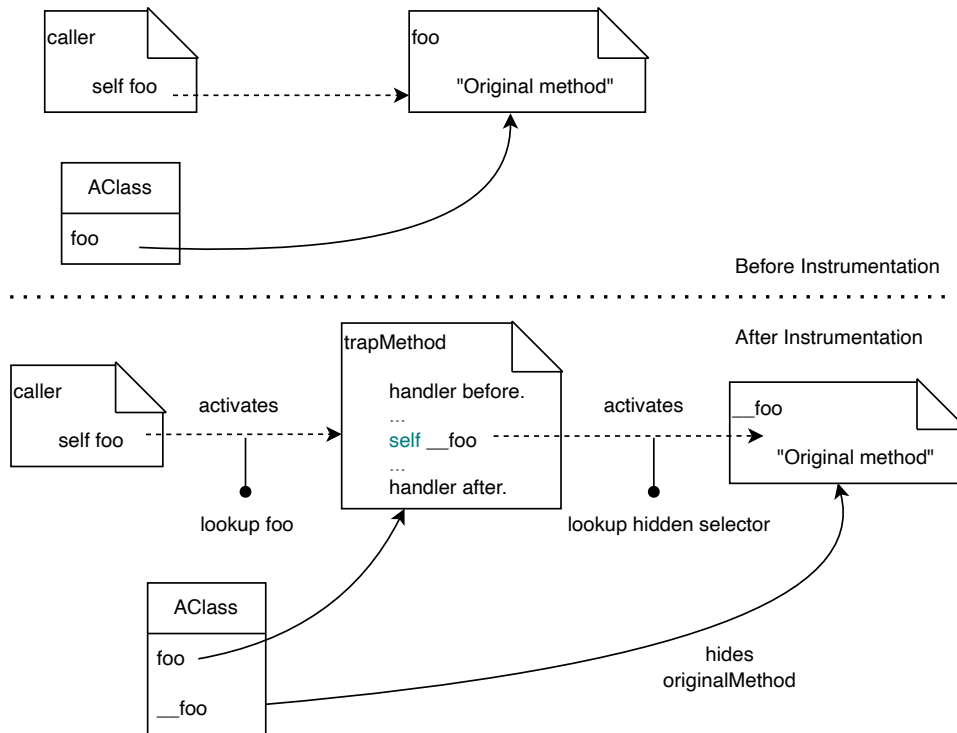 caller
self foo
foo
"Original method"
AClass
foo
Before Instrumentation
After Instrumentation
caller
self foo
activates
lookup foo
trapMethod
handler before.
...
self __foo
...
handler after.
activates
lookup hidden selector
__foo
"Original method"
AClass
foo
__foo
hides
originalMethod